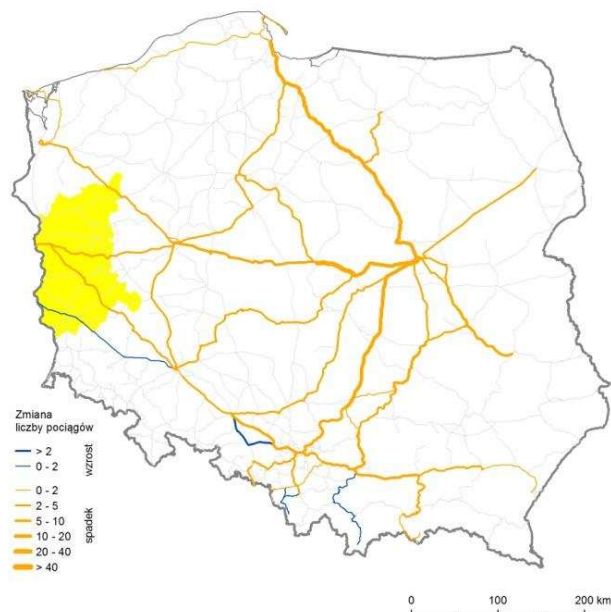 Zmiana
liczby pociągów
> 2
0 - 2
wzrost
0 - 2
2 - 5
5 - 10
10 - 20
20 - 40
> 40
spadek
0 100 200 km